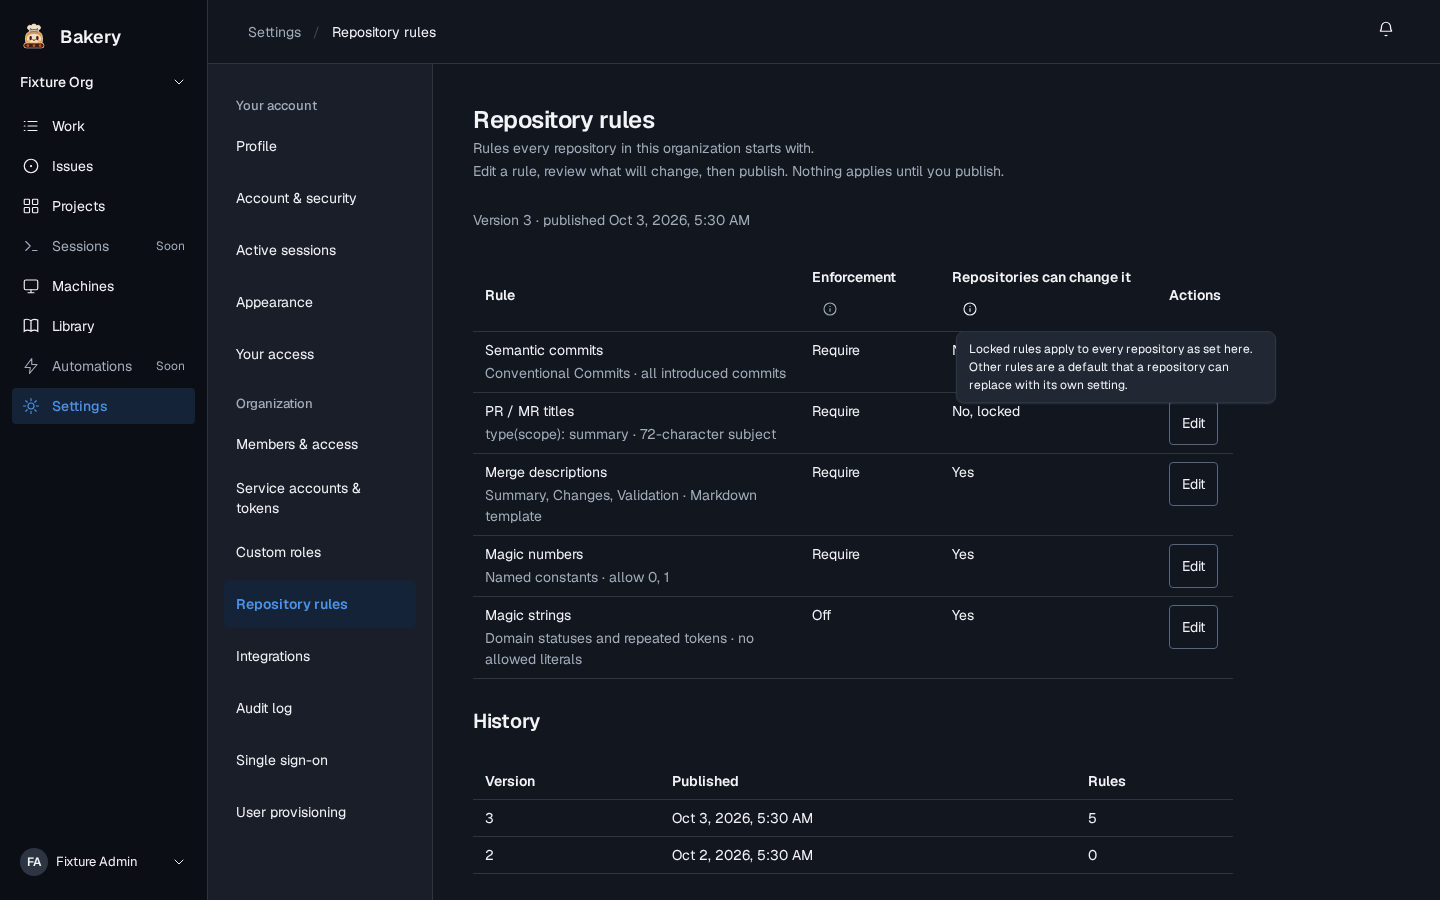 Bakery
Fixture Org
Work
Issues
Projects
Sessions Soon
Machines
Library
Automations Soon
Settings
FA Fixture Admin
Settings / Repository rules
Your account
Profile
Account & security
Active sessions
Appearance
Your access
Organization
Members & access
Service accounts &
tokens
Custom roles
Repository rules
Integrations
Audit log
Single sign-on
User provisioning
Repository rules
Rules every repository in this organization starts with.
Edit a rule, review what will change, then publish. Nothing applies until you publish.
Version 3 · published Oct 3, 2026, 5:30 AM
Rule Enforcement Repositories can change it Actions
Semantic commits Require
Conventional Commits · all introduced commits
Locked rules apply to every repository as set here.
Other rules are a default that a repository can
replace with its own setting.
PR / MR titles Require No, locked Edit
type(scope): summary · 72-character subject
Merge descriptions Require Yes Edit
Summary, Changes, Validation · Markdown
template
Magic numbers Require Yes Edit
Named constants · allow 0, 1
Magic strings Off Yes Edit
Domain statuses and repeated tokens · no
allowed literals
History
Version Published Rules
3 Oct 3, 2026, 5:30 AM 5
2 Oct 2, 2026, 5:30 AM 0